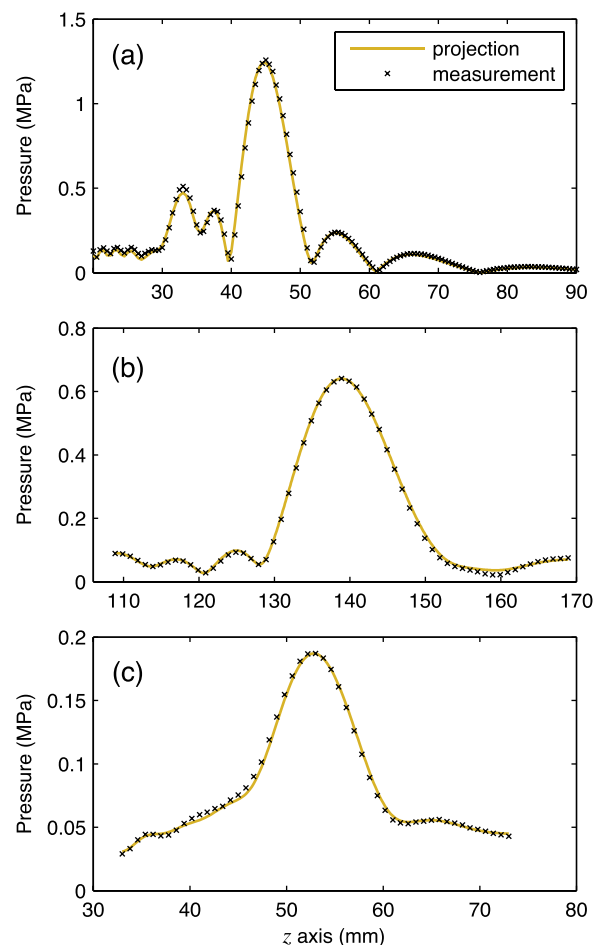 (a)
projection
measurement
Pressure (MPa)
1.5
1
0.5
0
30 40 50 60 70 80 90
(b)
Pressure (MPa)
0.8
0.6
0.4
0.2
0
110 120 130 140 150 160 170
(c)
Pressure (MPa)
0.2
0.15
0.1
0.05
0
30 40 50 60 70 80
z axis (mm)